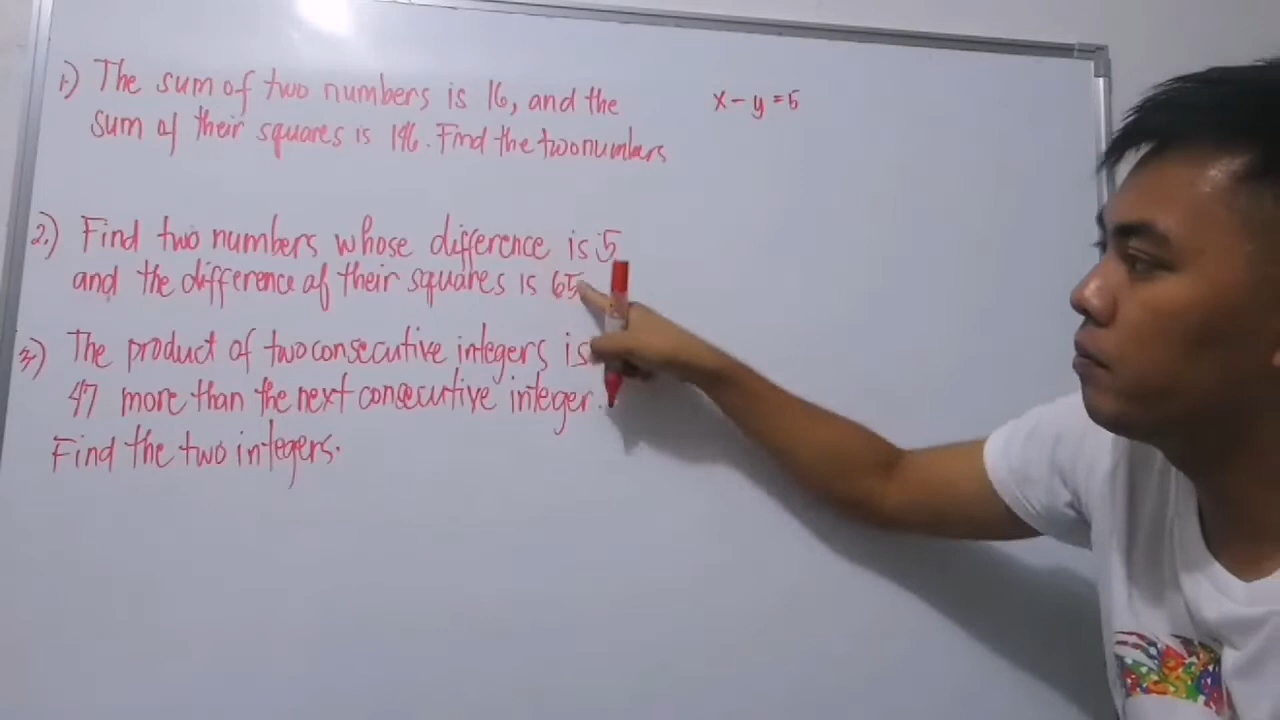 1.) The sum of two numbers is 16, and the
sum of their squares is 146. Find the two numbers
x - y = 5
2.) Find two numbers whose difference is 5
and the difference of their squares is 65
3.) The product of two consecutive integers is
47 more than the next consecutive integer.
Find the two integers.